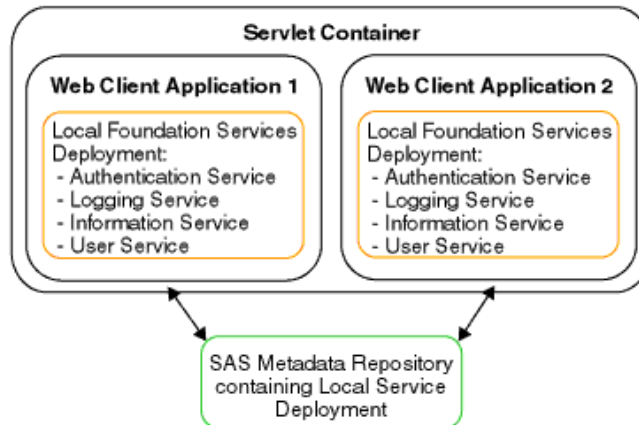 Servlet Container
Web Client Application 1
Local Foundation Services
Deployment:
- Authentication Service
- Logging Service
- Information Service
- User Service
Web Client Application 2
Local Foundation Services
Deployment:
- Authentication Service
- Logging Service
- Information Service
- User Service
SAS Metadata Repository
containing Local Service
Deployment